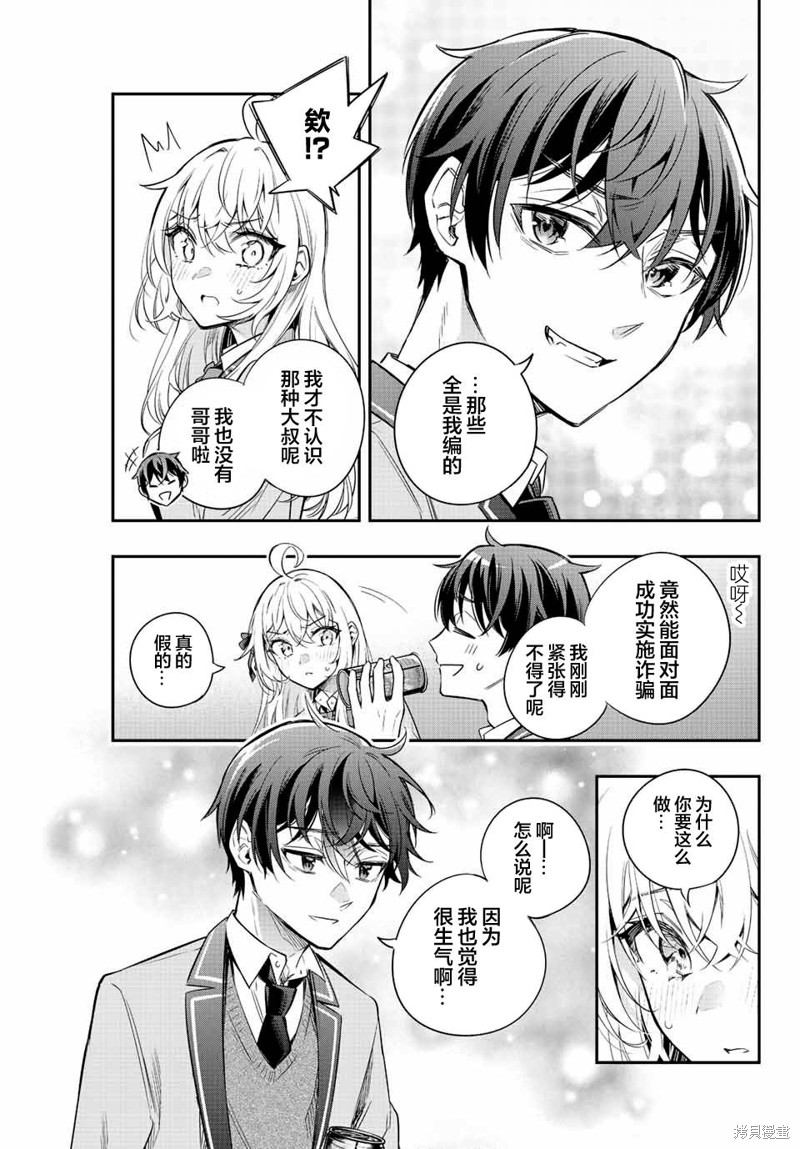 …那些
全是我编的
欸!?
我才不认识
那种大叔呢
我也没有
哥哥啦
哎呀~
竟然能面对面
成功实施诈骗
我刚刚
紧张得
不得了呢
真的
假的…
为什么
你要这么
做…
啊—…
怎么说呢
因为
我也觉得
很生气啊…
拷貝漫畫